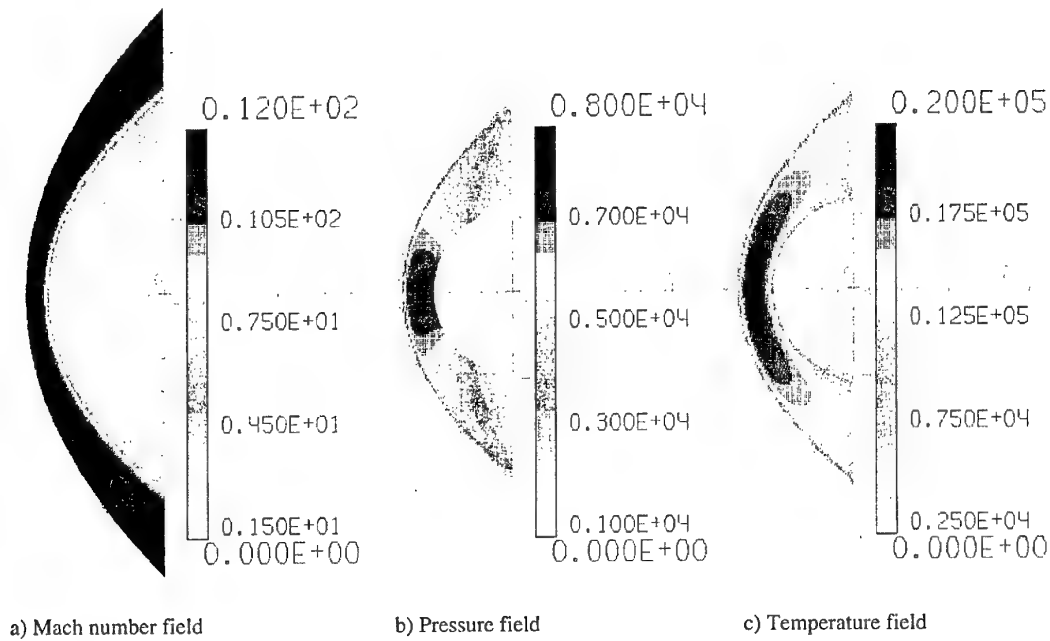 0.120E+02
0.105E+02
0.750E+01
0.450E+01
0.150E+01
0.000E+00
0.800E+04
0.700E+04
0.500E+04
0.300E+04
0.100E+04
0.000E+00
0.200E+05
0.175E+05
0.125E+05
0.750E+04
0.250E+04
0.000E+00
a) Mach number field
b) Pressure field
c) Temperature field